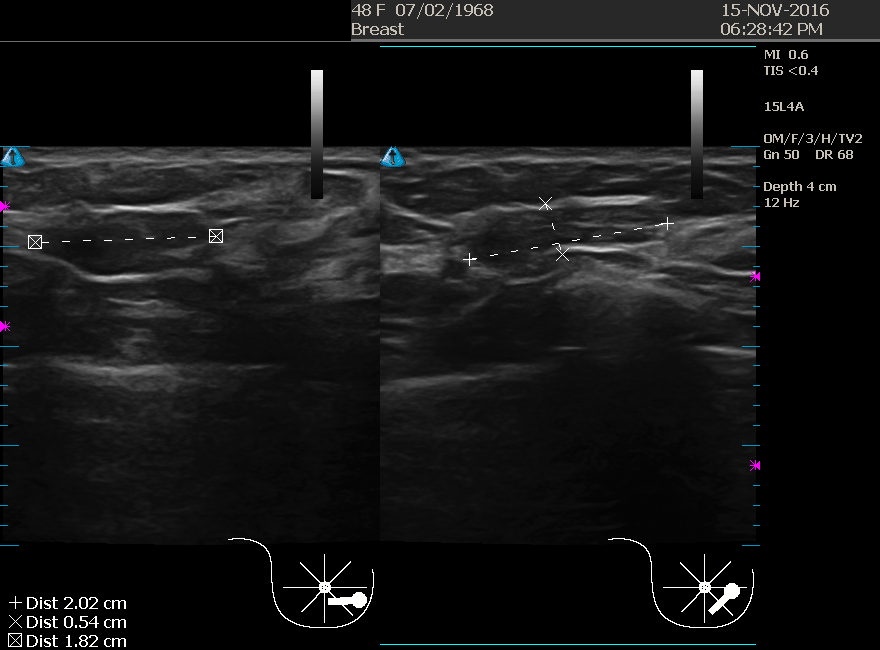 48 F 07/02/1968 15-NOV-2016
Breast 06:28:42 PM
MI 0.6
TIS <0.4
15L4A
OM/F/3/H/TV2
Gn 50 DR 68
Depth 4 cm
12 Hz
Dist 2.02 cm
Dist 0.54 cm
Dist 1.82 cm